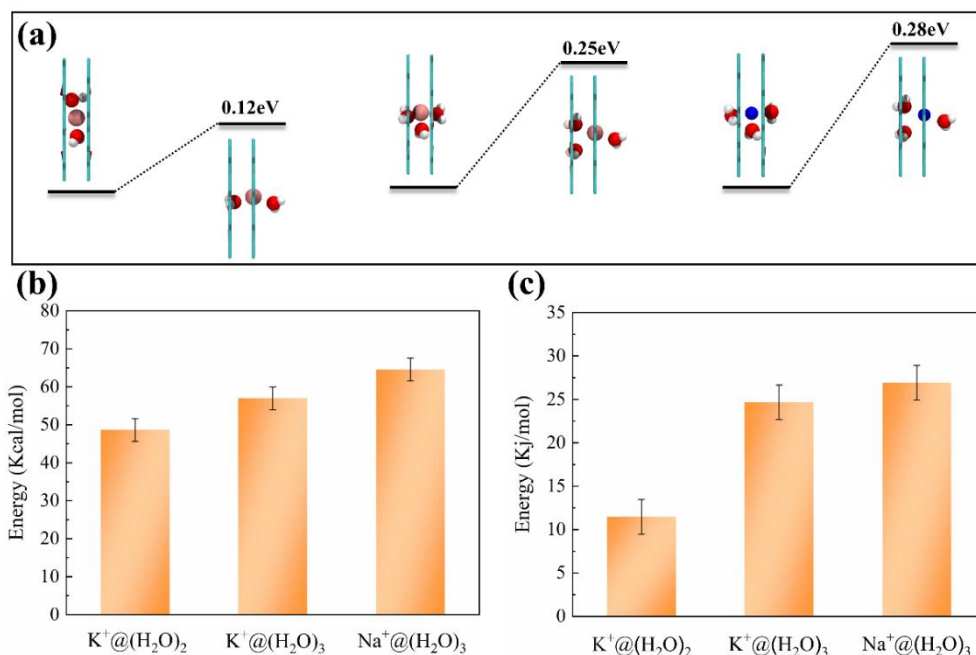 (a)
0.12eV
0.25eV
0.28eV
(b)
80
70
60
50
40
30
20
10
0
Energy (Kcal/mol)
K⁺@(H₂O)₂
K⁺@(H₂O)₃
Na⁺@(H₂O)₃
(c)
35
30
25
20
15
10
5
0
Energy (Kj/mol)
K⁺@(H₂O)₂
K⁺@(H₂O)₃
Na⁺@(H₂O)₃